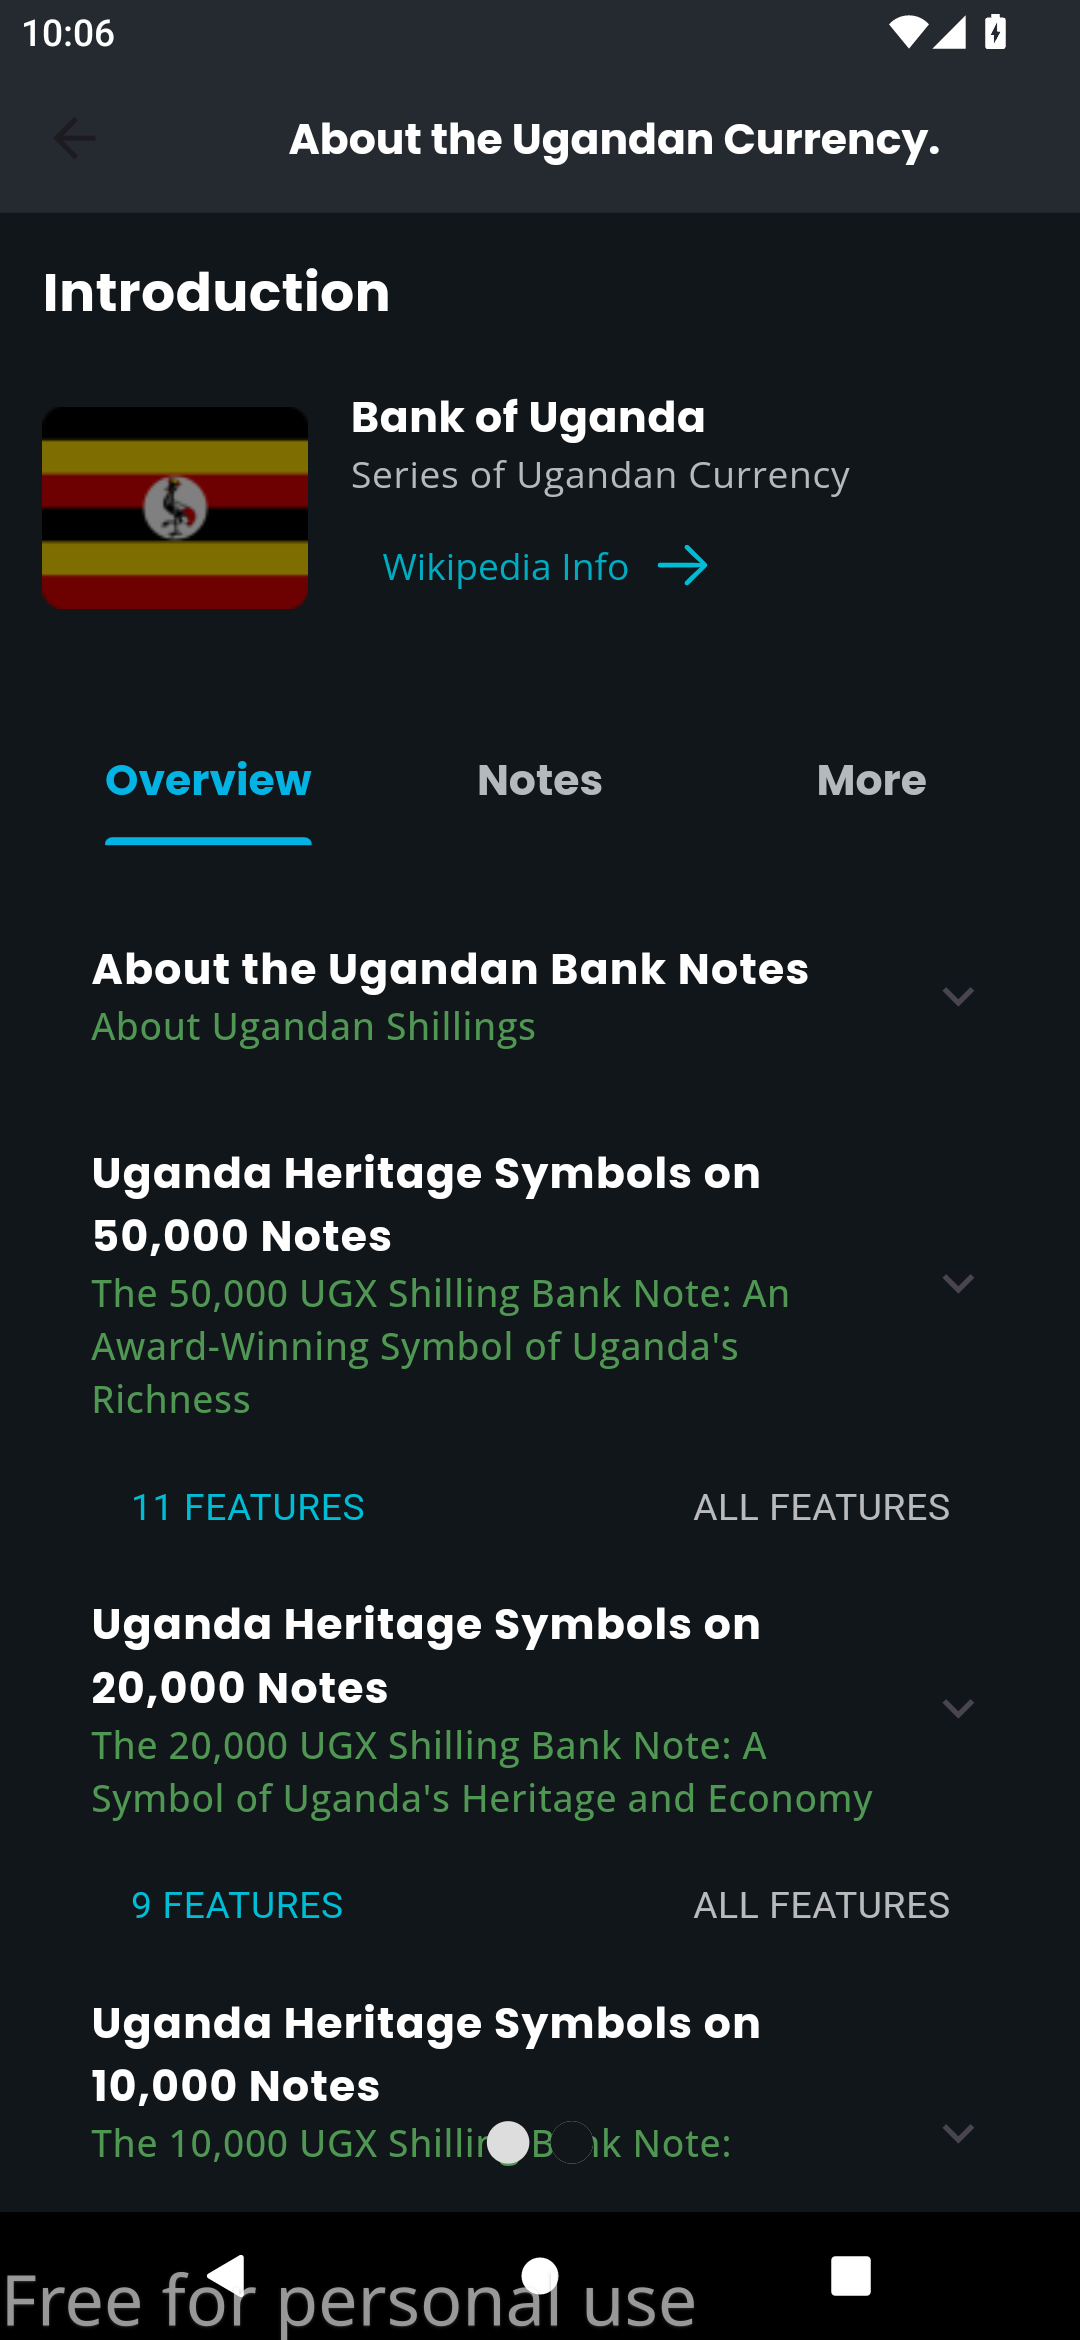 10:06
About the Ugandan Currency.
Introduction
Bank of Uganda
Series of Ugandan Currency
Wikipedia Info
Overview
Notes
More
About the Ugandan Bank Notes
About Ugandan Shillings
Uganda Heritage Symbols on
50,000 Notes
The 50,000 UGX Shilling Bank Note: An
Award-Winning Symbol of Uganda's
Richness
11 FEATURES
ALL FEATURES
Uganda Heritage Symbols on
20,000 Notes
The 20,000 UGX Shilling Bank Note: A
Symbol of Uganda's Heritage and Economy
9 FEATURES
ALL FEATURES
Uganda Heritage Symbols on
10,000 Notes
The 10,000 UGX Shilling Bank Note:
Free for personal use